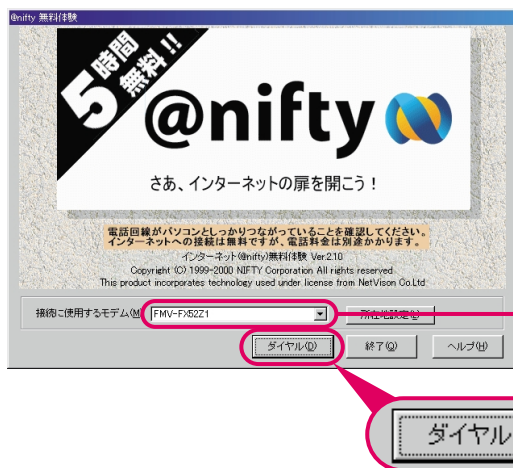 @nifty 無料体験
5時間無料!!
@nifty
さあ、インターネットの扉を開こう！
電話回線がパソコンとしっかりつながっていることを確認してください。
インターネットへの接続は無料ですが、電話料金は別途かかります。
インターネット(@nifty)無料体験 Ver.2.10
Copyright (C) 1999-2000 NIFTY Corporation All rights reserved
This product incorporates technology used under license from NetVison Co.Ltd
接続に使用するモデム(M) FMV-FX52Z1 所在地設定(L)
ダイヤル(D) 終了(Q) ヘルプ(H)
ダイヤル